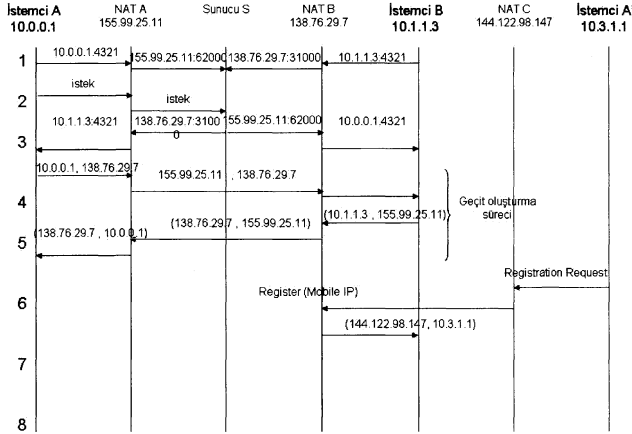 İstemci A NAT A Sunucu S NAT B İstemci B NAT C İstemci A'
10.0.0.1 155.99.25.11 138.76.29.7 10.1.1.3 144.122.98.147 10.3.1.1
1 10.0.0.1:4321 155.99.25.11:62000 138.76.29.7:31000 10.1.1.3:4321
istek
2 istek
10.1.1.3:4321 138.76.29.7:3100 155.99.25.11:62000 10.0.0.1:4321
0
3
10.0.0.1, 138.76.29.7 155.99.25.11 , 138.76.29.7
4 Geçit oluşturma
süreci
(138.76.29.7 , 155.99.25.11) (10.1.1.3 , 155.99.25.11)
(138.76.29.7 , 10.0.0.1)
5
Registration Request
Register (Mobile IP)
6
(144.122.98.147, 10.3.1.1)
7
8